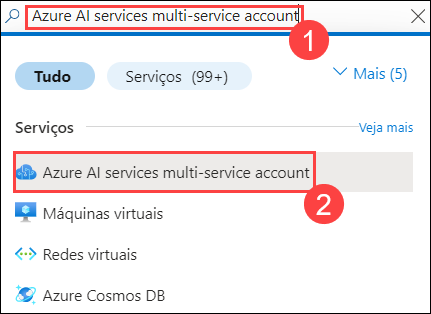 Azure AI services multi-service account
1
Tudo
Serviços (99+)
Mais (5)
Serviços
Veja mais
Azure AI services multi-service account
2
Máquinas virtuais
Redes virtuais
Azure Cosmos DB